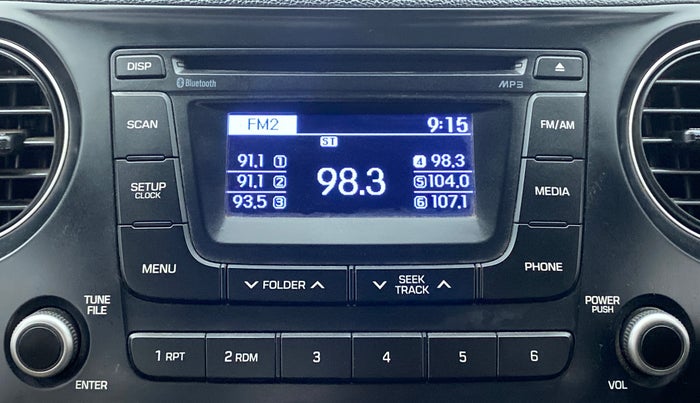 DISP
Bluetooth
MP3
SCAN
FM/AM
FM2 9:15
ST
91.1 1
4 98.3
91.1 2
98.3
5 104.0
93.5 3
6 107.1
SETUP
CLOCK
MEDIA
MENU
FOLDER
SEEK
TRACK
PHONE
TUNE
FILE
POWER
PUSH
1 RPT
2 RDM
3
4
5
6
ENTER
VOL